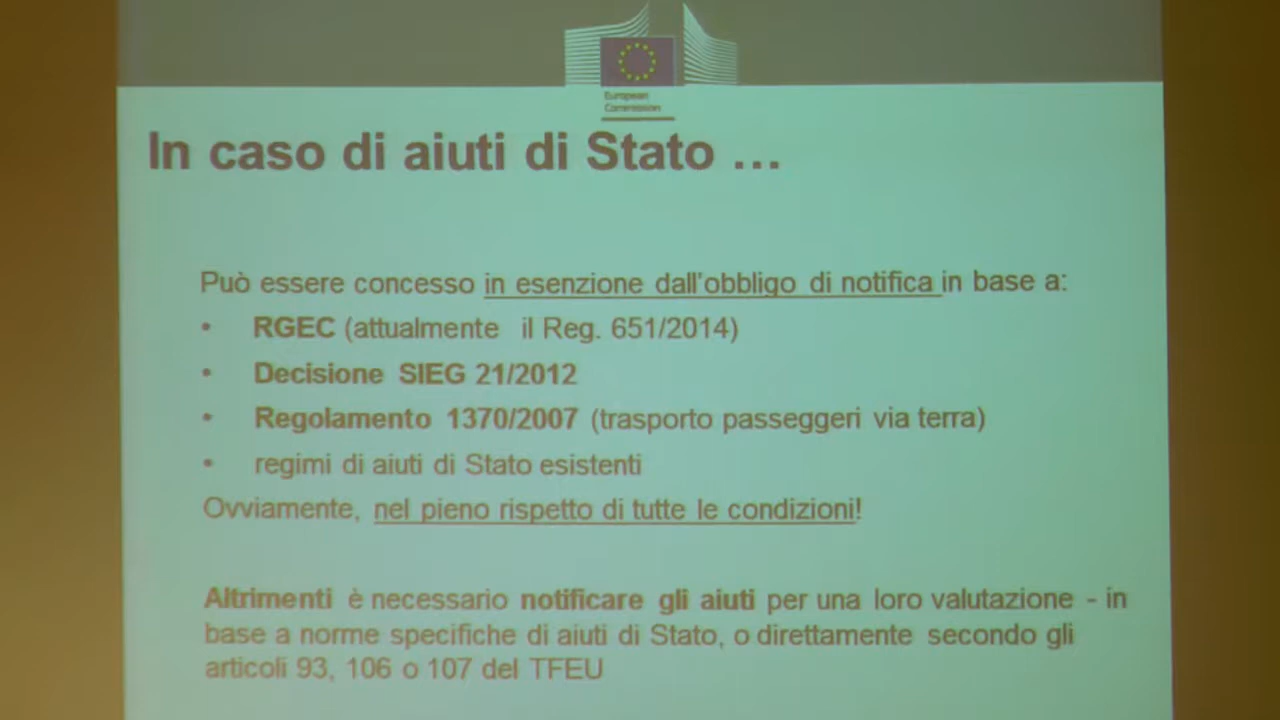 European
Commission
In caso di aiuti di Stato ...
Può essere concesso in esenzione dall'obbligo di notifica in base a:
• RGEC (attualmente il Reg. 651/2014)
• Decisione SIEG 21/2012
• Regolamento 1370/2007 (trasporto passeggeri via terra)
• regimi di aiuti di Stato esistenti
Ovviamente, nel pieno rispetto di tutte le condizioni!
Altrimenti è necessario notificare gli aiuti per una loro valutazione - in
base a norme specifiche di aiuti di Stato, o direttamente secondo gli
articoli 93, 106 o 107 del TFEU